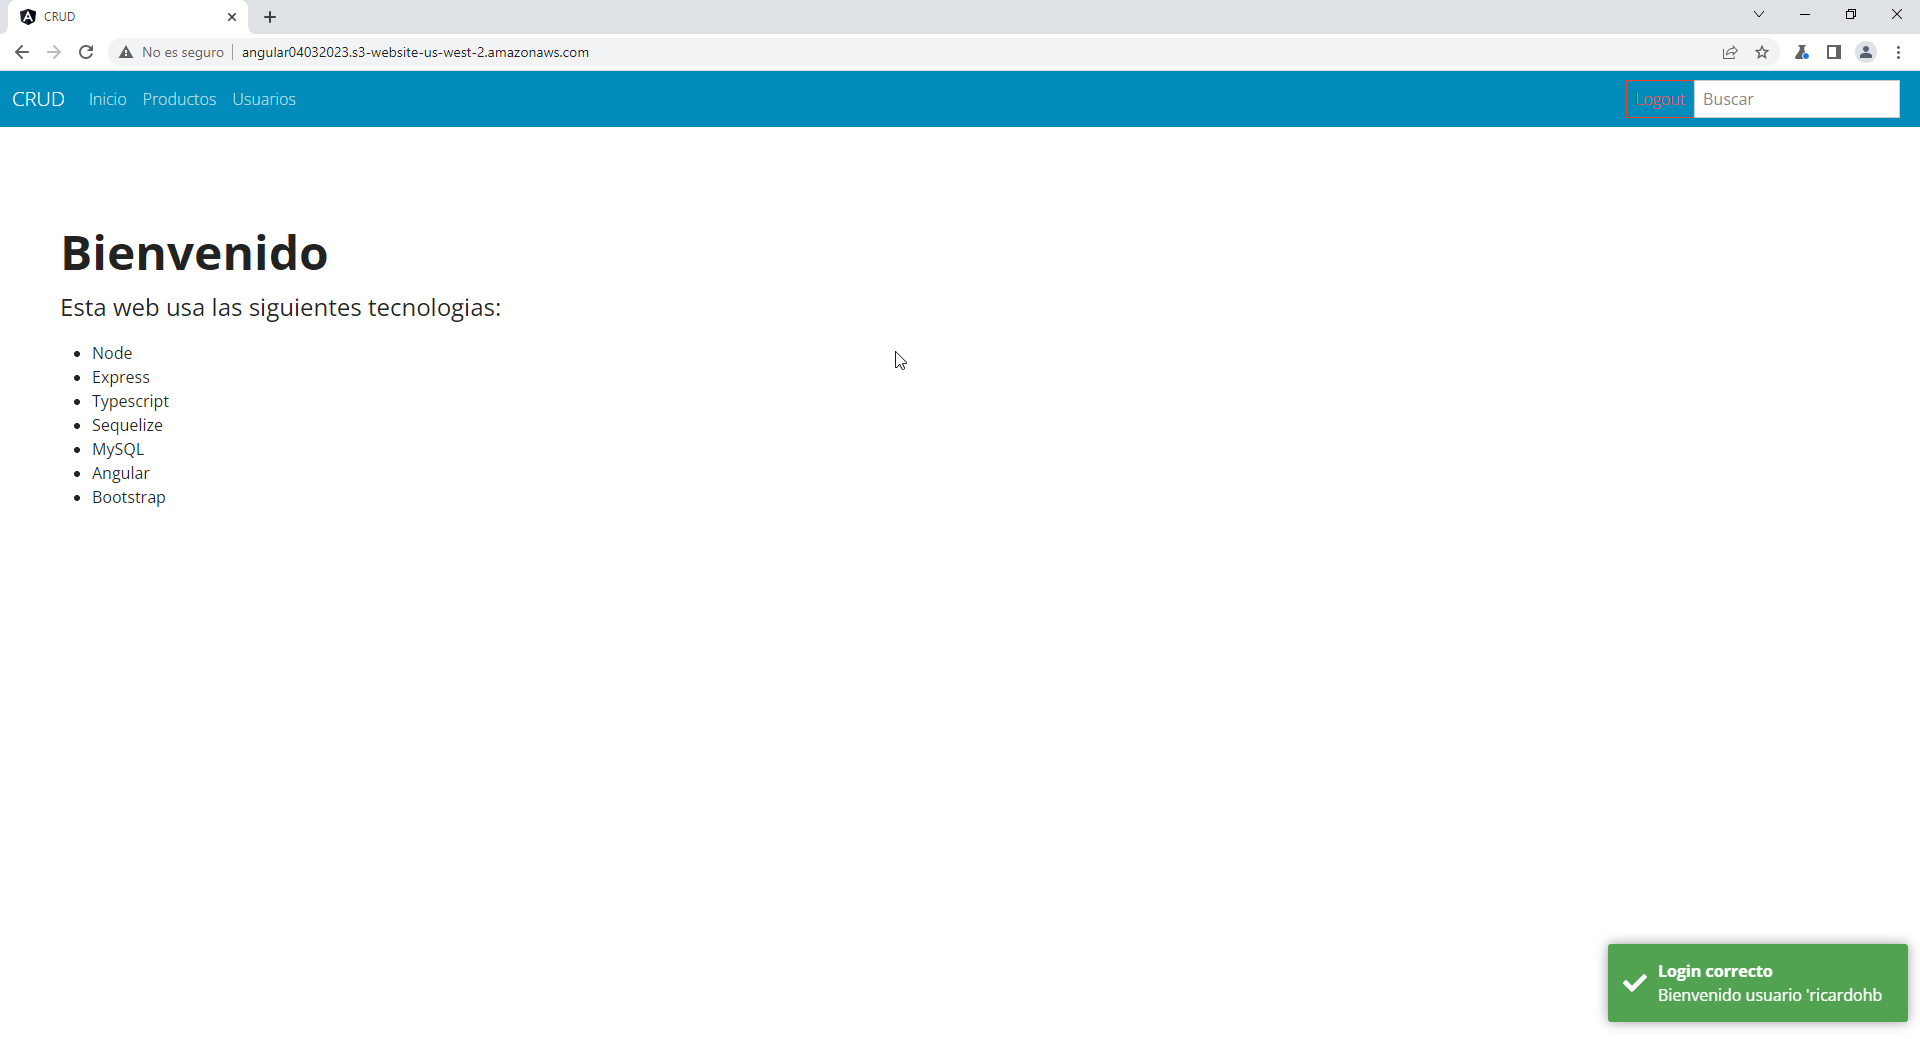 CRUD
No es seguro
angular04032023.s3-website-us-west-2.amazonaws.com
CRUD Inicio Productos Usuarios Logout Buscar
Bienvenido
Esta web usa las siguientes tecnologias:
Node
Express
Typescript
Sequelize
MySQL
Angular
Bootstrap
Login correcto
Bienvenido usuario 'ricardohb